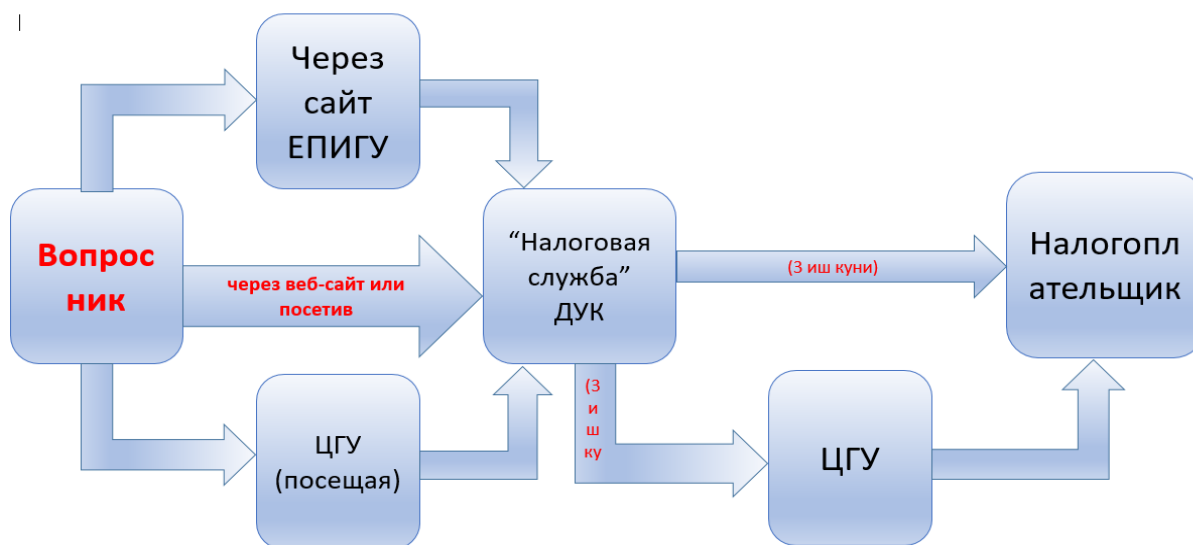 Через
сайт
ЕПИГУ
Вопрос
ник
через веб-сайт или
посетив
“Налоговая
служба”
ДУК
(3 иш куни)
Налогопл
ательщик
ЦГУ
(посещая)
(3
и
ш
ку
ЦГУ